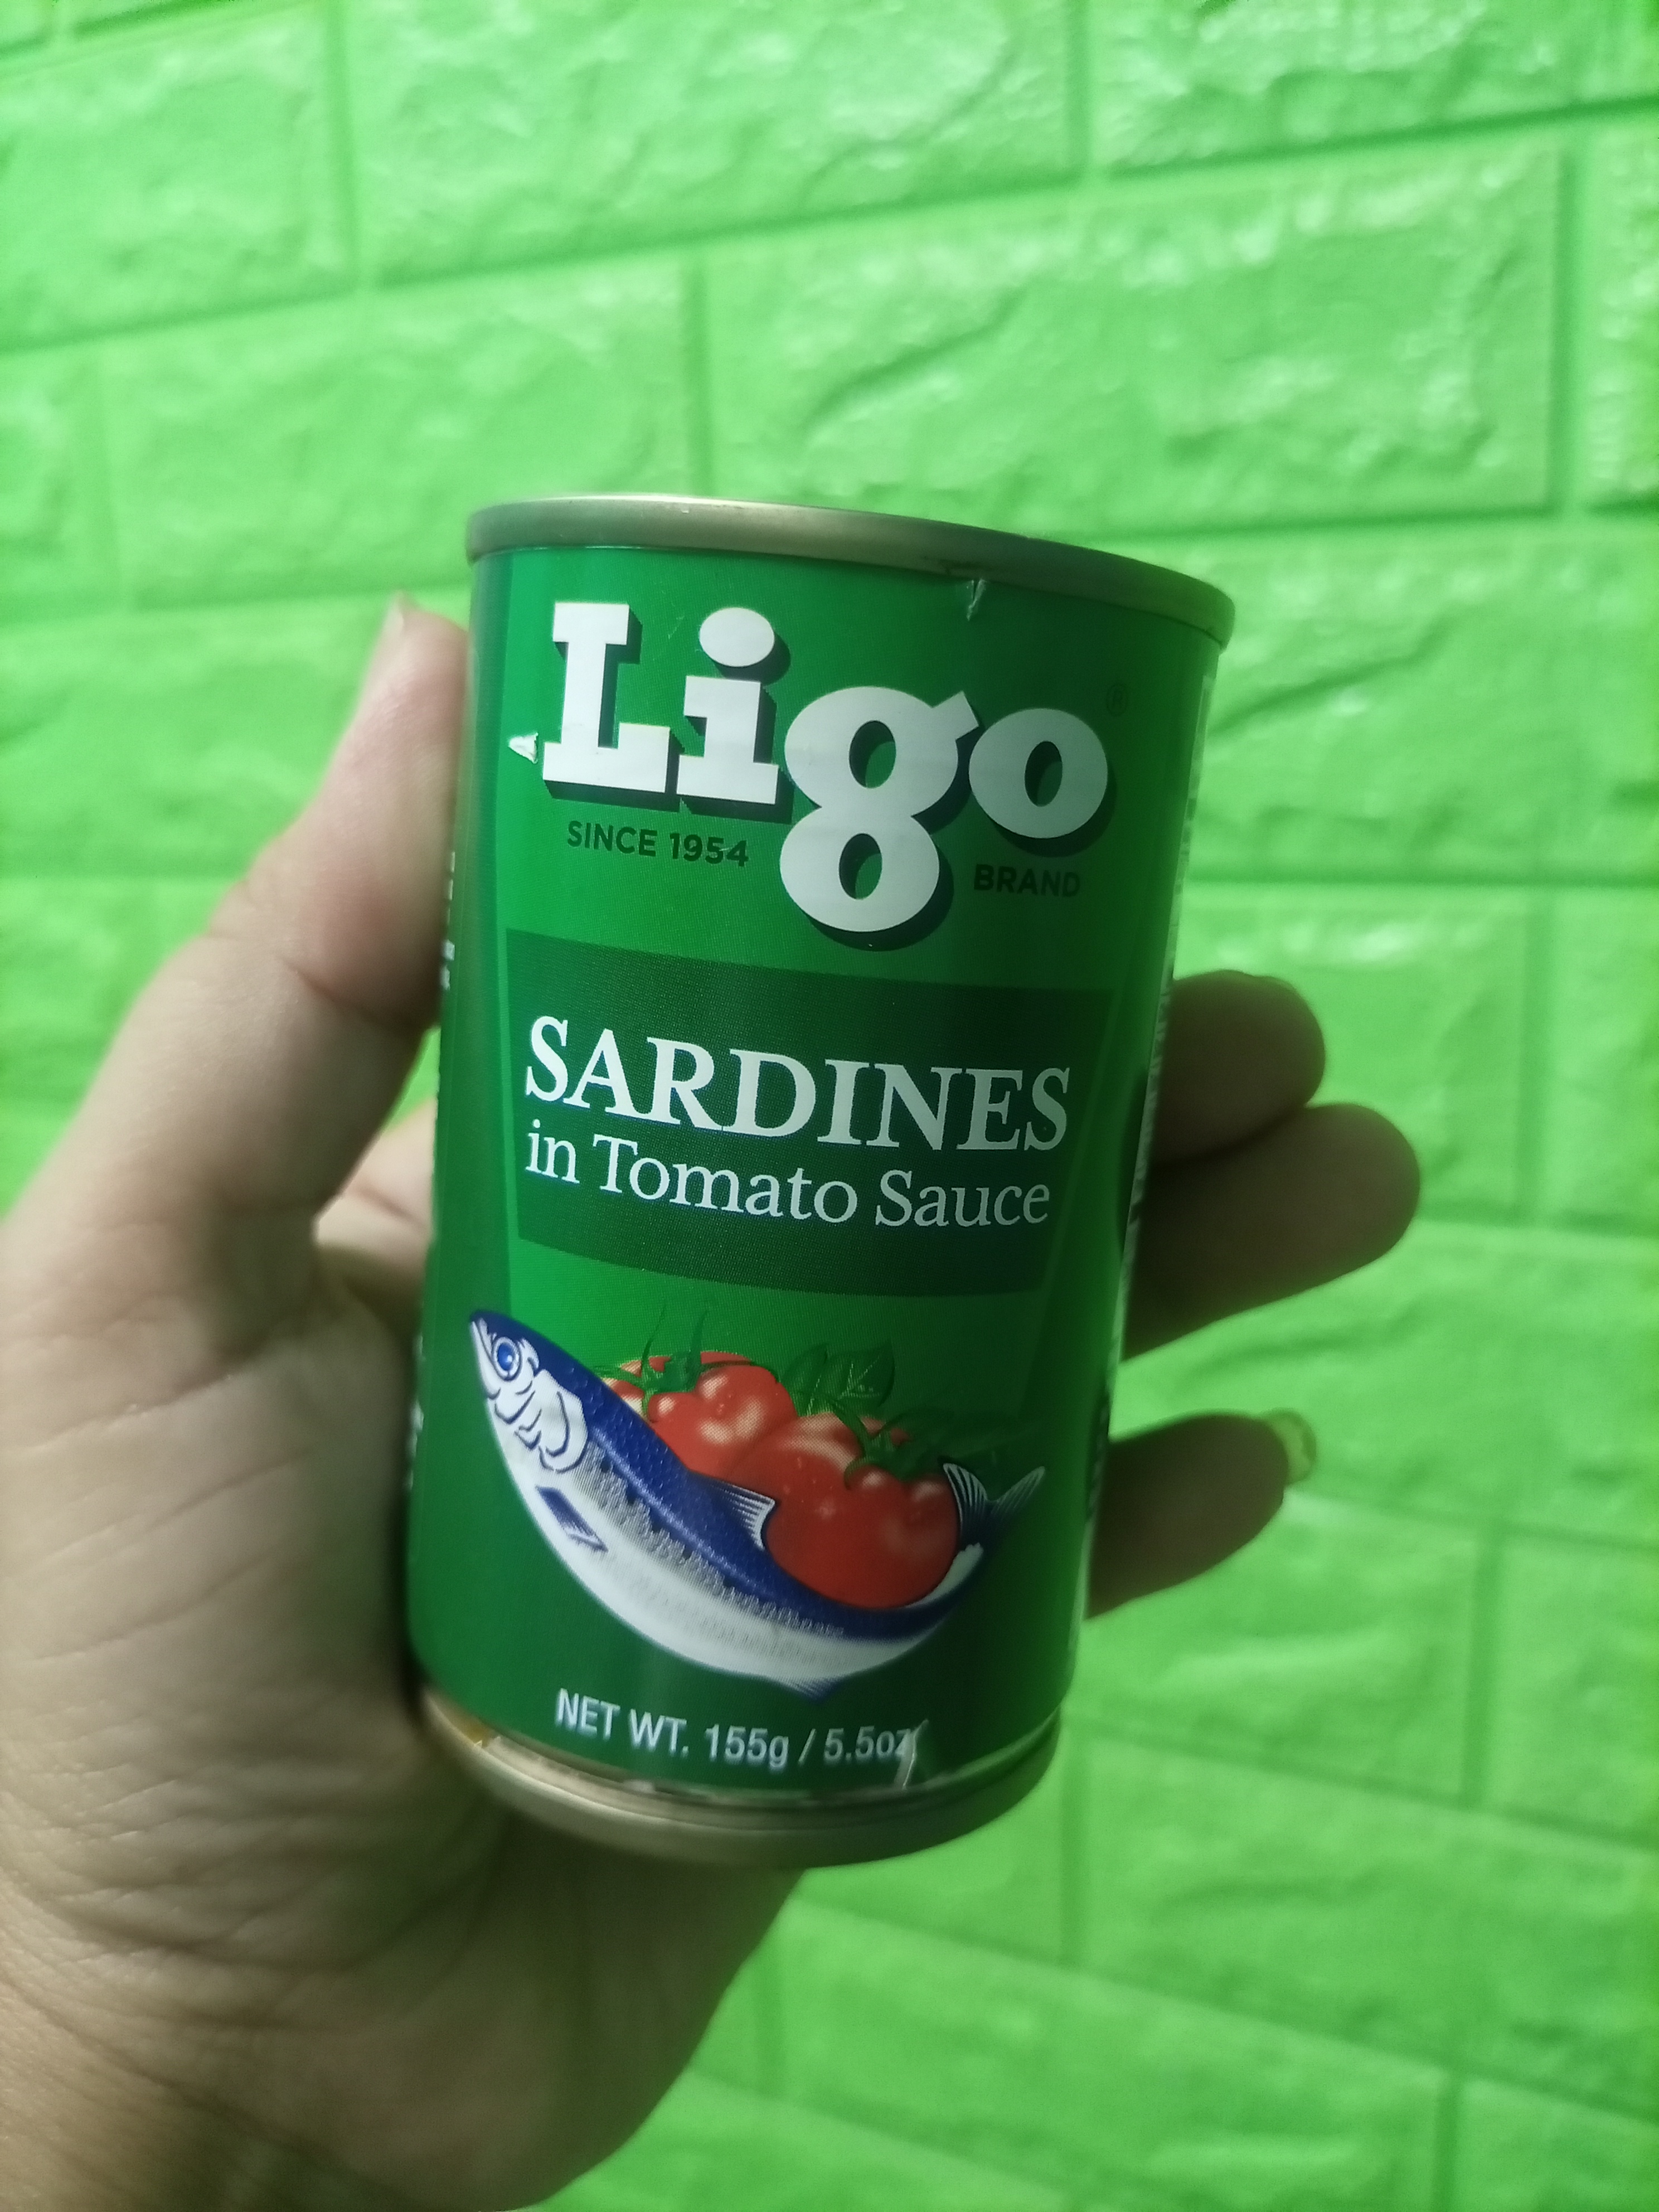 Ligo®
SINCE 1954
BRAND
SARDINES
in Tomato Sauce
NET WT. 155g / 5.5oz